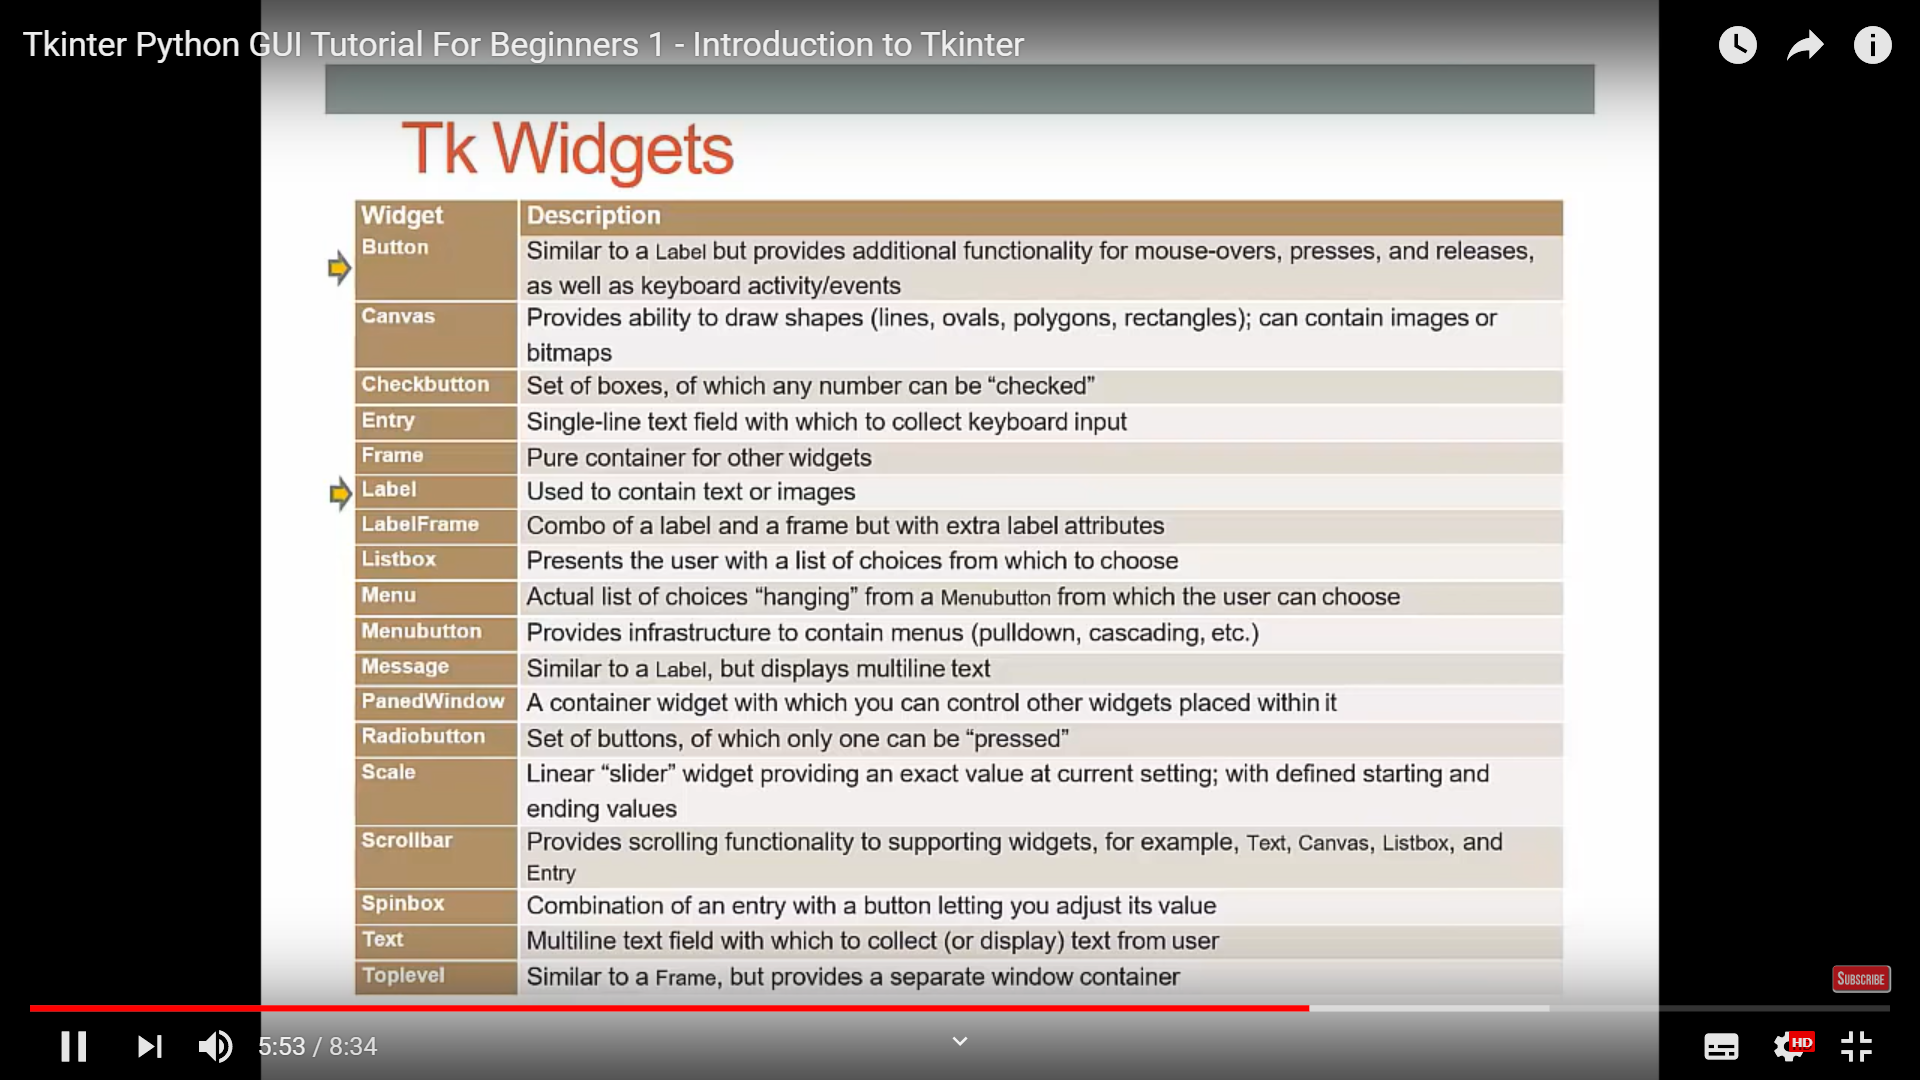 Tkinter Python GUI Tutorial For Beginners 1 - Introduction to Tkinter
Tk Widgets
Widget Description
Button Similar to a Label but provides additional functionality for mouse-overs, presses, and releases,
as well as keyboard activity/events
Canvas Provides ability to draw shapes (lines, ovals, polygons, rectangles); can contain images or
bitmaps
Checkbutton Set of boxes, of which any number can be “checked”
Entry Single-line text field with which to collect keyboard input
Frame Pure container for other widgets
Label Used to contain text or images
LabelFrame Combo of a label and a frame but with extra label attributes
Listbox Presents the user with a list of choices from which to choose
Menu Actual list of choices “hanging” from a Menubutton from which the user can choose
Menubutton Provides infrastructure to contain menus (pulldown, cascading, etc.)
Message Similar to a Label, but displays multiline text
PanedWindow A container widget with which you can control other widgets placed within it
Radiobutton Set of buttons, of which only one can be “pressed”
Scale Linear “slider” widget providing an exact value at current setting; with defined starting and
ending values
Scrollbar Provides scrolling functionality to supporting widgets, for example, Text, Canvas, Listbox, and
Entry
Spinbox Combination of an entry with a button letting you adjust its value
Text Multiline text field with which to collect (or display) text from user
Toplevel Similar to a Frame, but provides a separate window container
SUBSCRIBE
5:53 / 8:34
HD